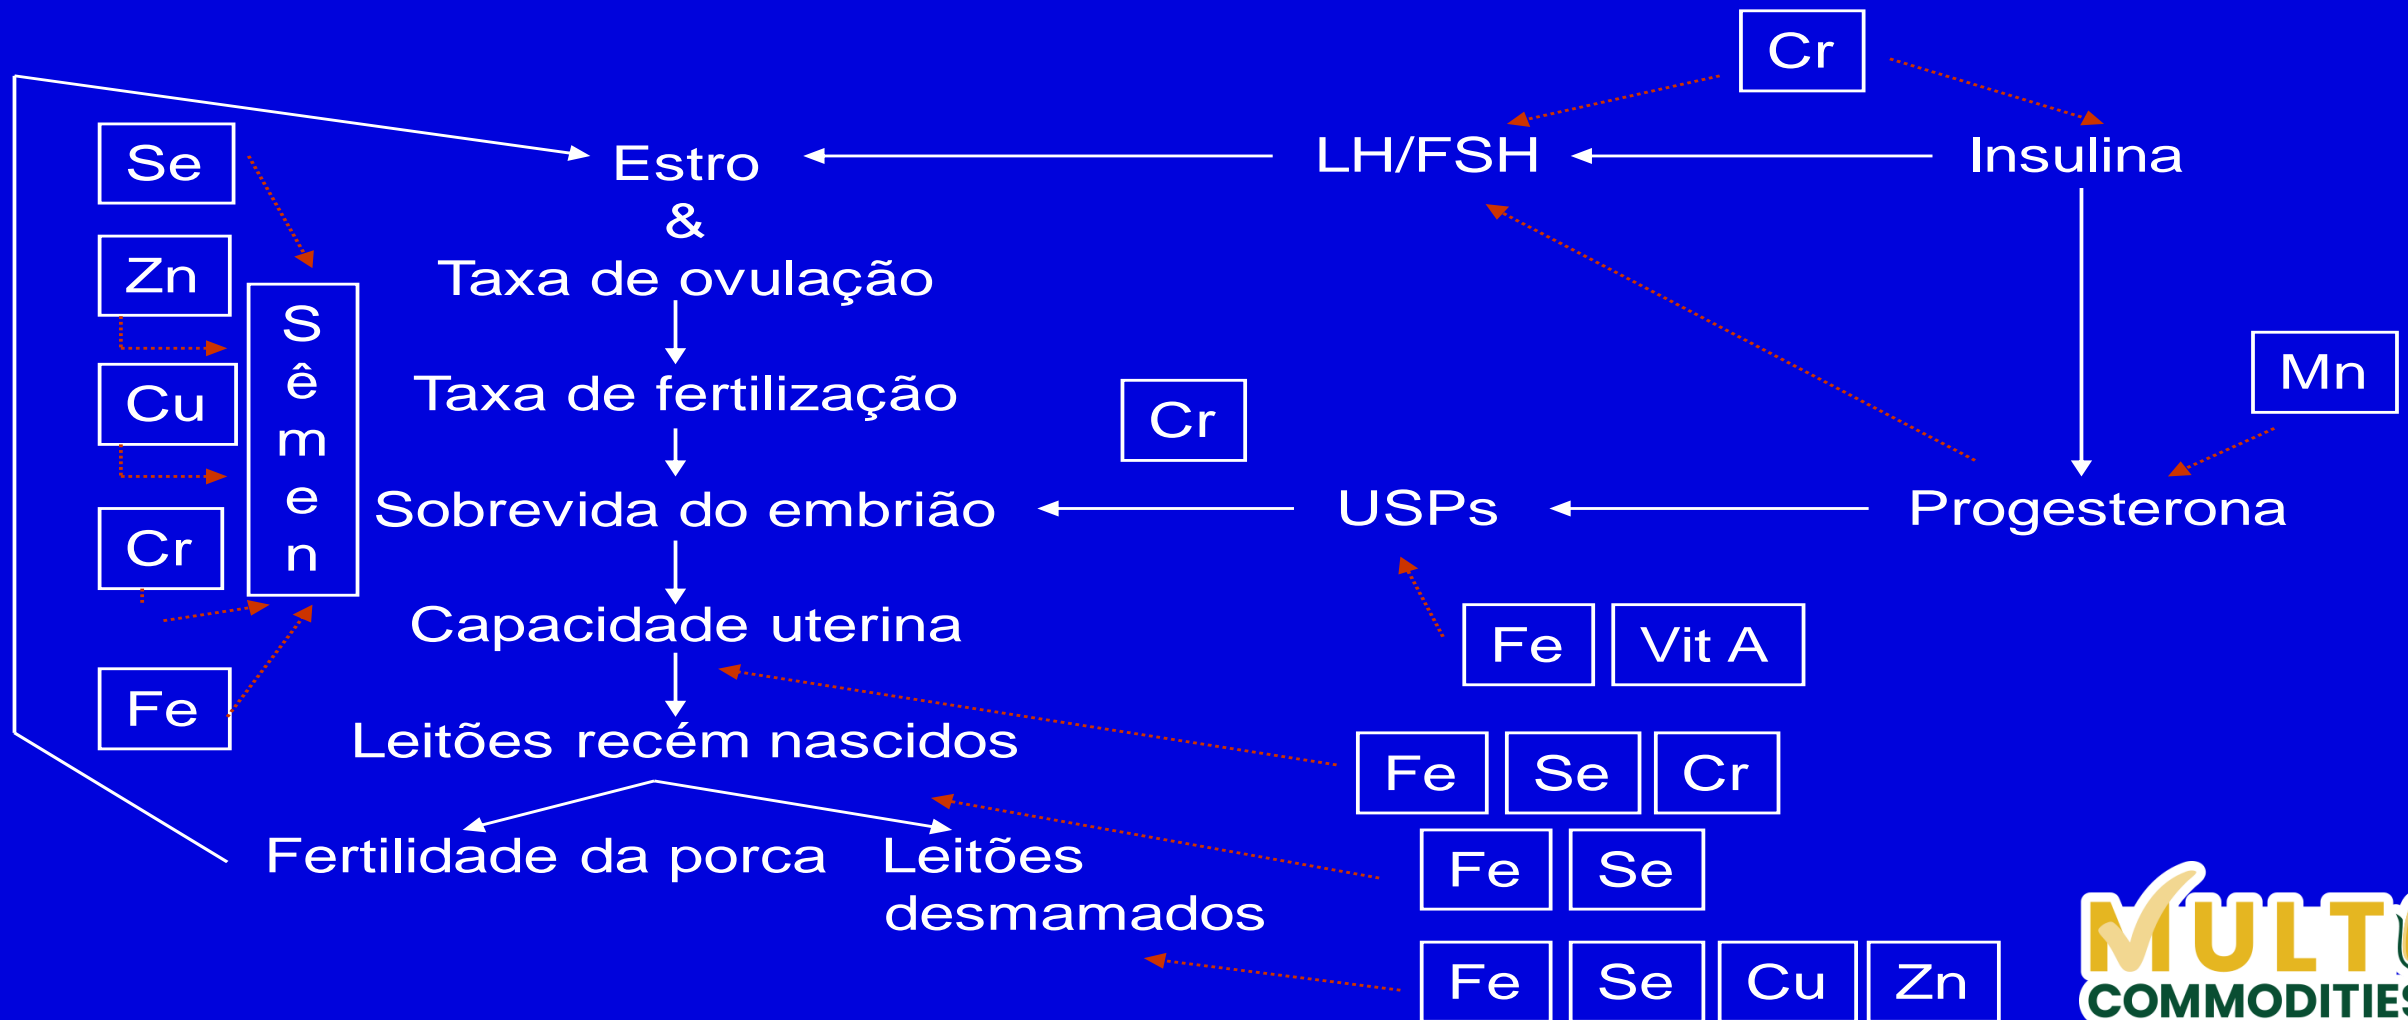 Cr
Se
Estro
LH/FSH
Insulina
&
Zn
Taxa de ovulação
Sêmen
Mn
Cu
Taxa de fertilização
Cr
Cr
Sobrevida do embrião
USPs
Progesterona
Capacidade uterina
Fe
Vit A
Fe
Leitões recém nascidos
Fe
Se
Cr
Fertilidade da porca
Leitões
desmamados
Fe
Se
Fe
Se
Cu
Zn
COMMODITIES